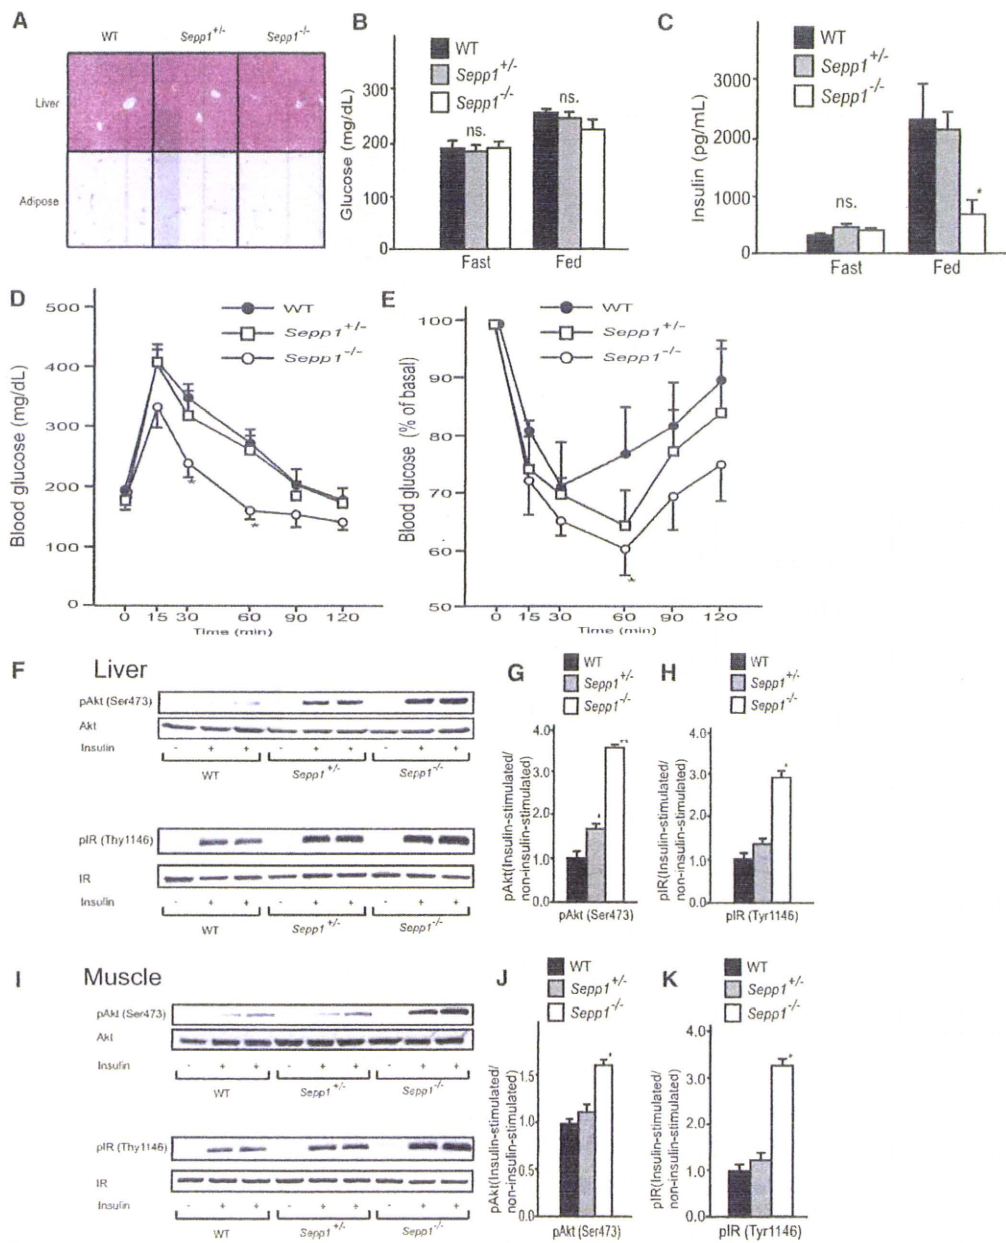 A
WT Sepp1+/- Sepp1-/-
Liver
Adipose
B
WT
Sepp1+/-
Sepp1-/-
Glucose (mg/dL)
300
200
100
0
ns.
ns.
Fast Fed
C
WT
Sepp1+/-
Sepp1-/-
Insulin (pg/mL)
3000
2000
1000
0
ns.
*
Fast Fed
D
WT
Sepp1+/-
Sepp1-/-
Blood glucose (mg/dL)
500
400
300
200
100
0
*
*
0 15 30 60 90 120
Time (min)
E
WT
Sepp1+/-
Sepp1-/-
Blood glucose (% of basal)
100
90
80
70
60
50
*
0 15 30 60 90 120
Time (min)
F Liver
pAkt (Ser473)
Akt
Insulin - + + - + + - + +
WT Sepp1+/- Sepp1-/-
pIR (Thy1146)
IR
Insulin - + + - + + - + +
WT Sepp1+/- Sepp1-/-
G
WT
Sepp1+/-
Sepp1-/-
pAkt(Insulin-stimulated/
non-insulin-stimulated)
4.0
3.0
2.0
1.0
0.0
*
**
pAkt (Ser473)
H
pIR(Insulin-stimulated/
non-insulin-stimulated)
4.0
3.0
2.0
1.0
0.0
*
pIR (Tyr1146)
I Muscle
pAkt (Ser473)
Akt
Insulin - + + - + + - + +
WT Sepp1+/- Sepp1-/-
pIR (Thy1146)
IR
Insulin - + + - + + - + +
WT Sepp1+/- Sepp1-/-
J
WT
Sepp1+/-
Sepp1-/-
pAkt(Insulin-stimulated/
non-insulin-stimulated)
2.0
1.5
1.0
0.5
0.0
*
pAkt (Ser473)
K
pIR(Insulin-stimulated/
non-insulin-stimulated)
4.0
3.0
2.0
1.0
0.0
*
pIR (Tyr1146)